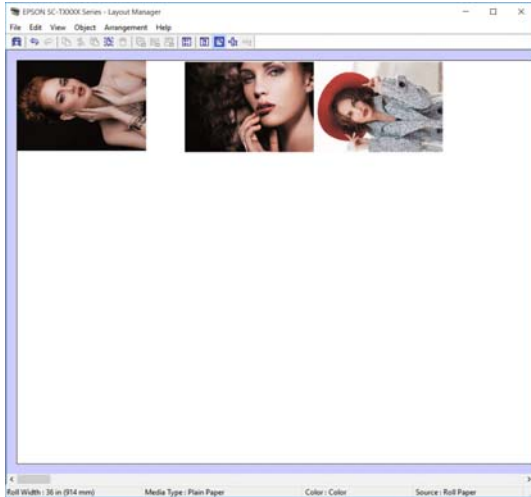 EPSON SC-TXXXX Series - Layout Manager
File Edit View Object Arrangement Help
Roll Width : 36 in (914 mm) Media Type : Plain Paper Color : Color Source : Roll Paper